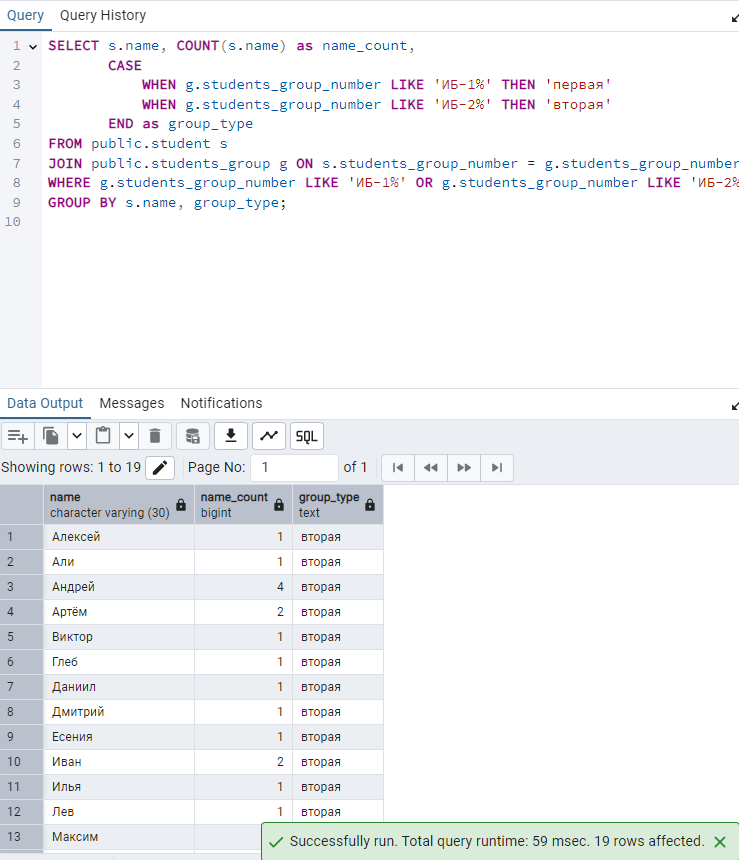 Query Query History
1 SELECT s.name, COUNT(s.name) as name_count,
2 CASE
3 WHEN g.students_group_number LIKE 'ИБ-1%' THEN 'первая'
4 WHEN g.students_group_number LIKE 'ИБ-2%' THEN 'вторая'
5 END as group_type
6 FROM public.student s
7 JOIN public.students_group g ON s.students_group_number = g.students_group_number
8 WHERE g.students_group_number LIKE 'ИБ-1%' OR g.students_group_number LIKE 'ИБ-2%
9 GROUP BY s.name, group_type;
10
Data Output Messages Notifications
SQL
Showing rows: 1 to 19 Page No: 1 of 1
name name_count group_type
character varying (30) bigint text
1 Алексей 1 вторая
2 Али 1 вторая
3 Андрей 4 вторая
4 Артём 2 вторая
5 Виктор 1 вторая
6 Глеб 1 вторая
7 Даниил 1 вторая
8 Дмитрий 1 вторая
9 Есения 1 вторая
10 Иван 2 вторая
11 Илья 1 вторая
12 Лев 1 вторая
13 Максим
Successfully run. Total query runtime: 59 msec. 19 rows affected.